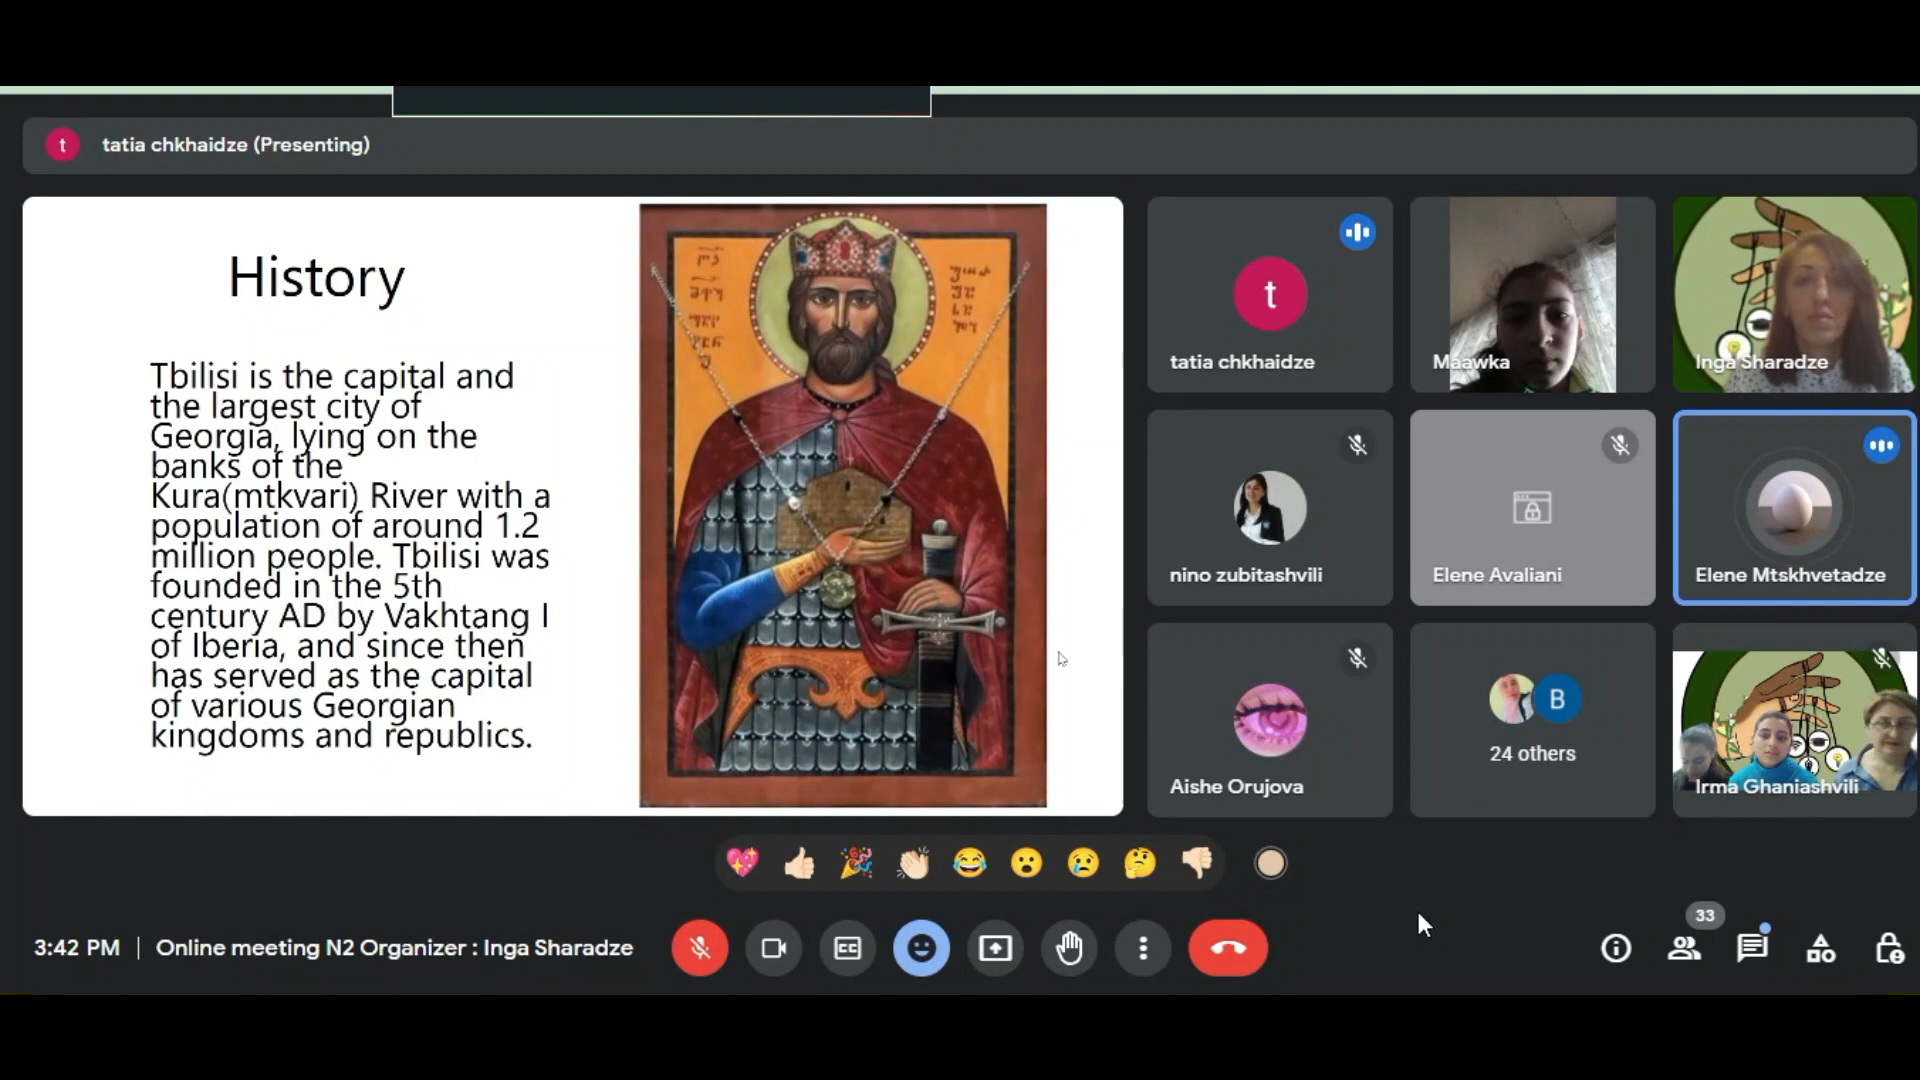 t tatia chkhaidze (Presenting)
History
Tbilisi is the capital and
the largest city of
Georgia, lying on the
banks of the
Kura(mtkvari) River with a
population of around 1.2
million people. Tbilisi was
founded in the 5th
century AD by Vakhtang I
of Iberia, and since then
has served as the capital
of various Georgian
kingdoms and republics.
t
tatia chkhaidze
Maawka
Inga Sharadze
nino zubitashvili
Elene Avaliani
Elene Mtskhvetadze
Aishe Orujova
B
24 others
Irma Ghaniashvili
3:42 PM | Online meeting N2 Organizer : Inga Sharadze
CC
33